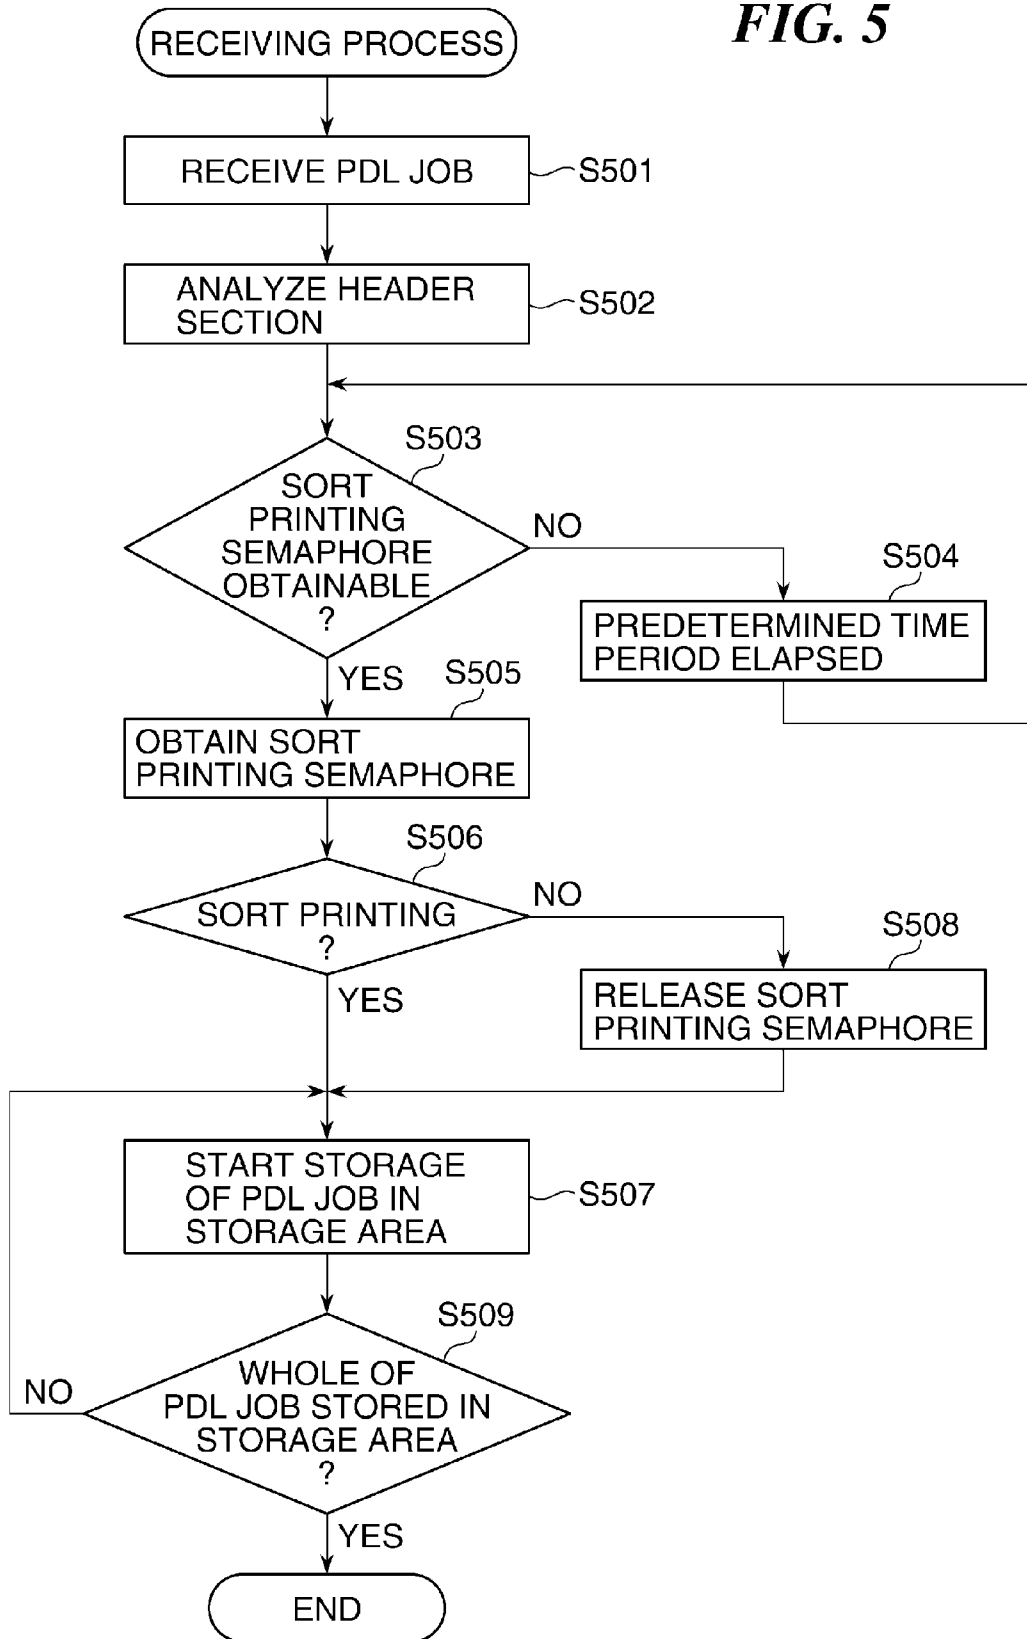 FIG. 5
RECEIVING PROCESS
RECEIVE PDL JOB
S501
ANALYZE HEADER
SECTION
S502
S503
SORT
PRINTING
SEMAPHORE
OBTAINABLE
?
NO
S504
PREDETERMINED TIME
PERIOD ELAPSED
YES
S505
OBTAIN SORT
PRINTING SEMAPHORE
S506
SORT PRINTING
?
NO
S508
RELEASE SORT
PRINTING SEMAPHORE
YES
START STORAGE
OF PDL JOB IN
STORAGE AREA
S507
S509
WHOLE OF
PDL JOB STORED IN
STORAGE AREA
?
NO
YES
END